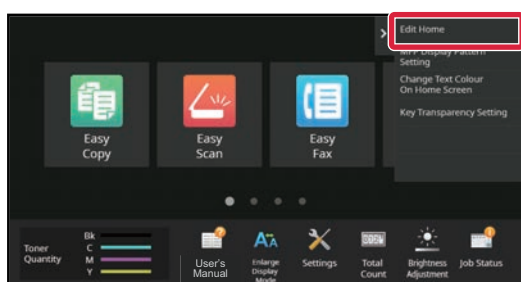 Edit Home
MFP Display Pattern
Setting
Change Text Colour
On Home Screen
Key Transparency Setting
Easy
Copy
Easy
Scan
Easy
Fax
Toner
Quantity
Bk
C
M
Y
User's
Manual
Enlarge
Display
Mode
Settings
Total
Count
Brightness
Adjustment
Job Status